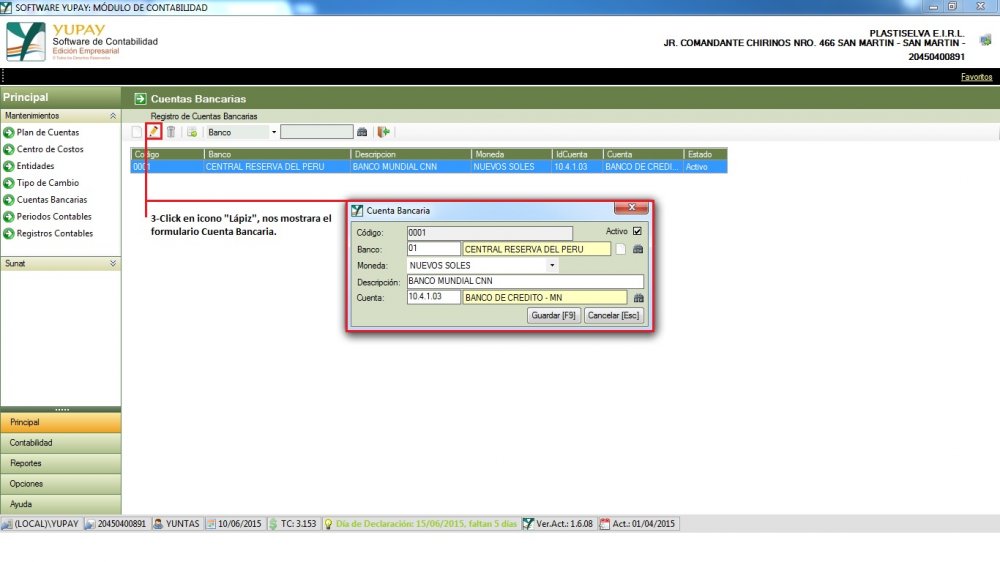 SOFTWARE YUPAY: MÓDULO DE CONTABILIDAD
YUPAY
Software de Contabilidad
Edición Empresarial
© Todos los Derechos Reservados
PLASTISELVA E.I.R.L.
JR. COMANDANTE CHIRINOS NRO. 466 SAN MARTIN - SAN MARTIN -
20450400891
Favoritos
Principal
Cuentas Bancarias
Mantenimientos
Registro de Cuentas Bancarias
Plan de Cuentas
Banco
Centro de Costos
Entidades
Tipo de Cambio
Cuentas Bancarias
Periodos Contables
Registros Contables
Sunat
Codigo Banco Descripcion Moneda IdCuenta Cuenta Estado
0001 CENTRAL RESERVA DEL PERU BANCO MUNDIAL CNN NUEVOS SOLES 10.4.1.03 BANCO DE CREDI... Activo
3-Click en icono "Lápiz", nos mostrara el
formulario Cuenta Bancaria.
Cuenta Bancaria
Código: 0001 Activo
Banco: 01 CENTRAL RESERVA DEL PERU
Moneda: NUEVOS SOLES
Descripción: BANCO MUNDIAL CNN
Cuenta: 10.4.1.03 BANCO DE CREDITO - MN
Guardar [F9] Cancelar [Esc]
Principal
Contabilidad
Reportes
Opciones
Ayuda
(LOCAL)\YUPAY 20450400891 YUNTAS 10/06/2015 TC: 3.153 Día de Declaración: 15/06/2015, faltan 5 días Ver.Act.: 1.6.08 Act.: 01/04/2015